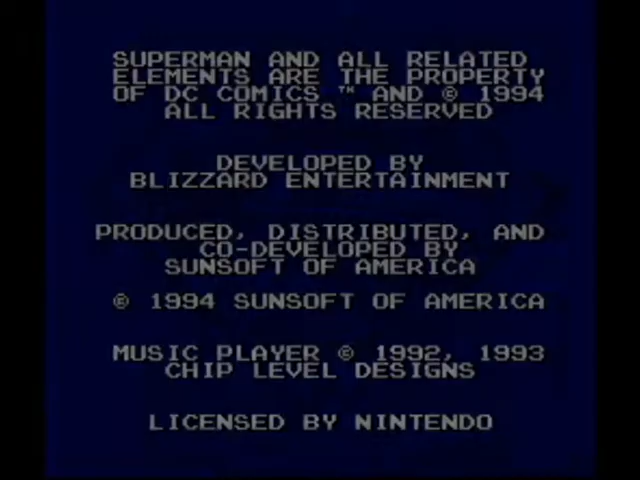 SUPERMAN AND ALL RELATED
ELEMENTS ARE THE PROPERTY
OF DC COMICS ™ AND © 1994
ALL RIGHTS RESERVED
DEVELOPED BY
BLIZZARD ENTERTAINMENT
PRODUCED, DISTRIBUTED, AND
CO-DEVELOPED BY
SUNSOFT OF AMERICA
© 1994 SUNSOFT OF AMERICA
MUSIC PLAYER © 1992, 1993
CHIP LEVEL DESIGNS
LICENSED BY NINTENDO